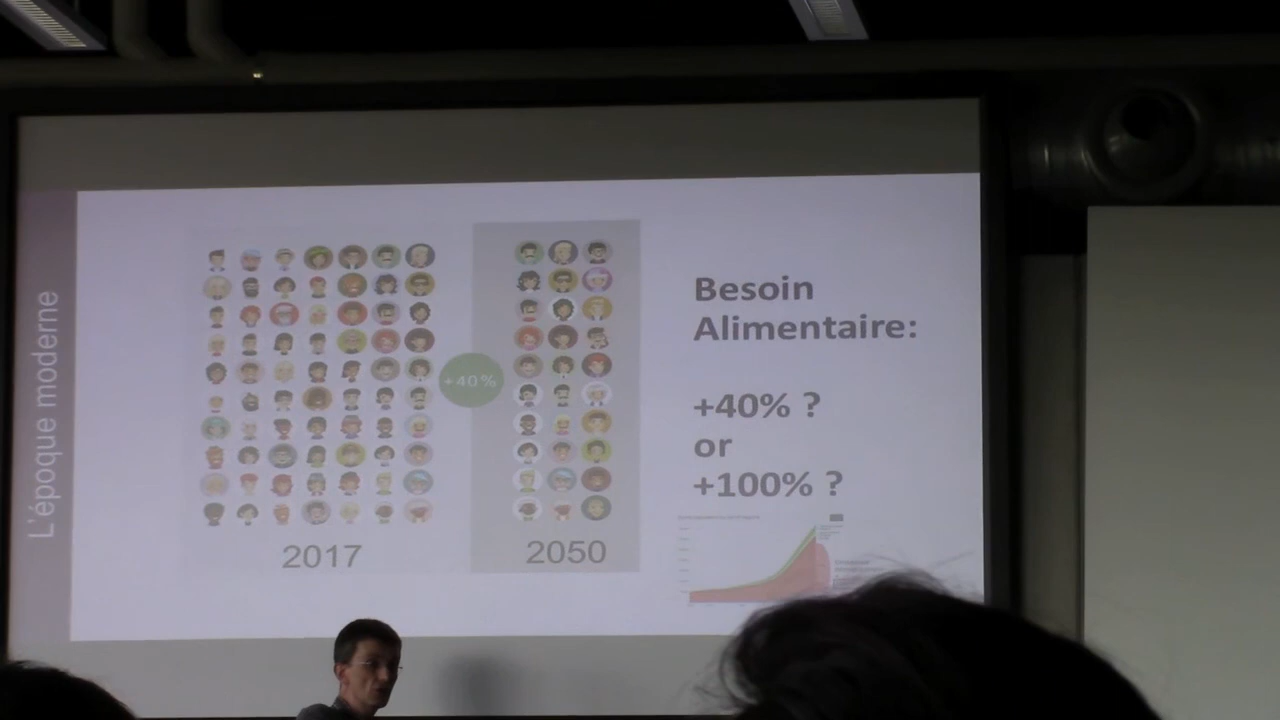 L'époque moderne
+40%
2017
2050
Besoin
Alimentaire:
+40% ?
or
+100% ?